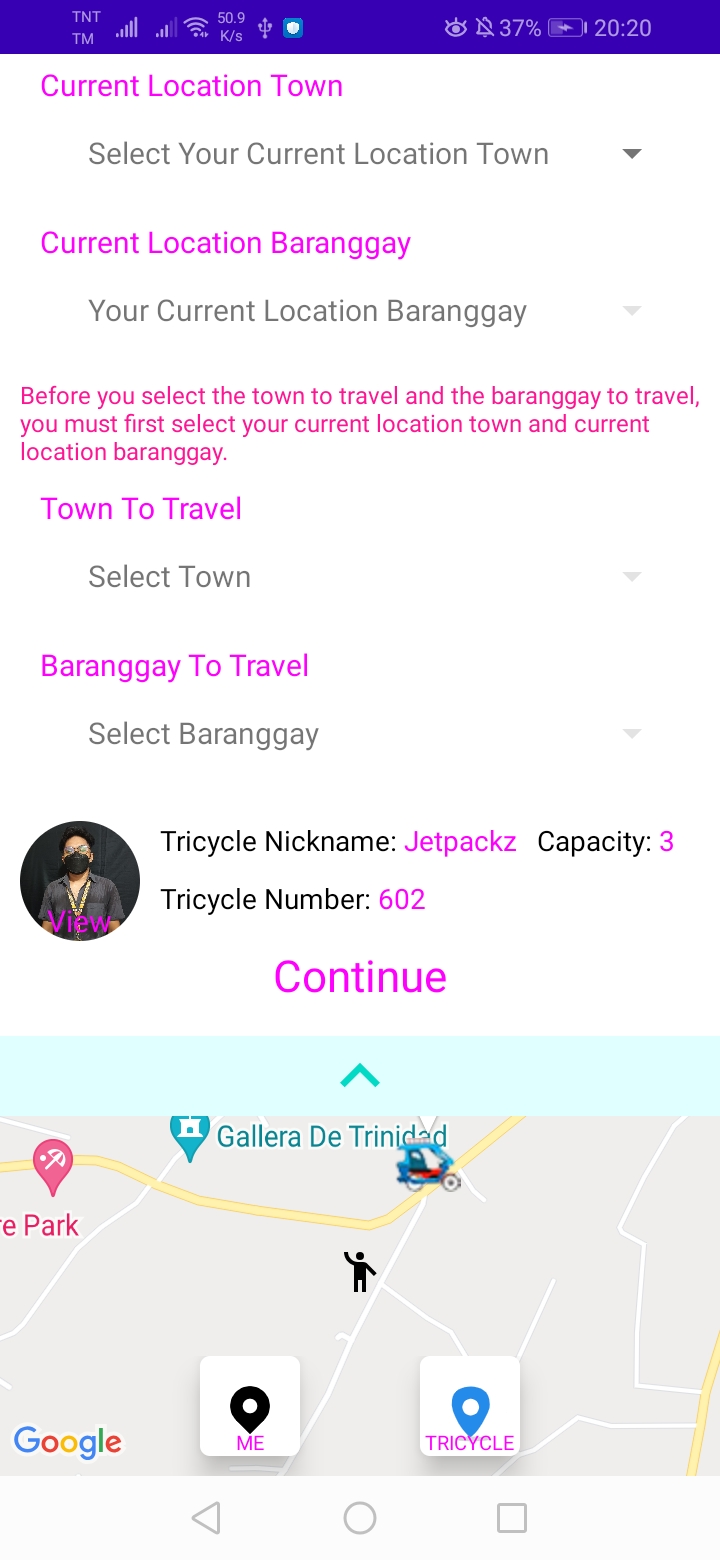 TNT
TM
50.9
K/s
37%
20:20
Current Location Town
Select Your Current Location Town
Current Location Baranggay
Your Current Location Baranggay
Before you select the town to travel and the baranggay to travel,
you must first select your current location town and current
location baranggay.
Town To Travel
Select Town
Baranggay To Travel
Select Baranggay
Tricycle Nickname: Jetpackz Capacity: 3
Tricycle Number: 602
View
Continue
Gallera De Trinidad
re Park
ME
TRICYCLE
Google